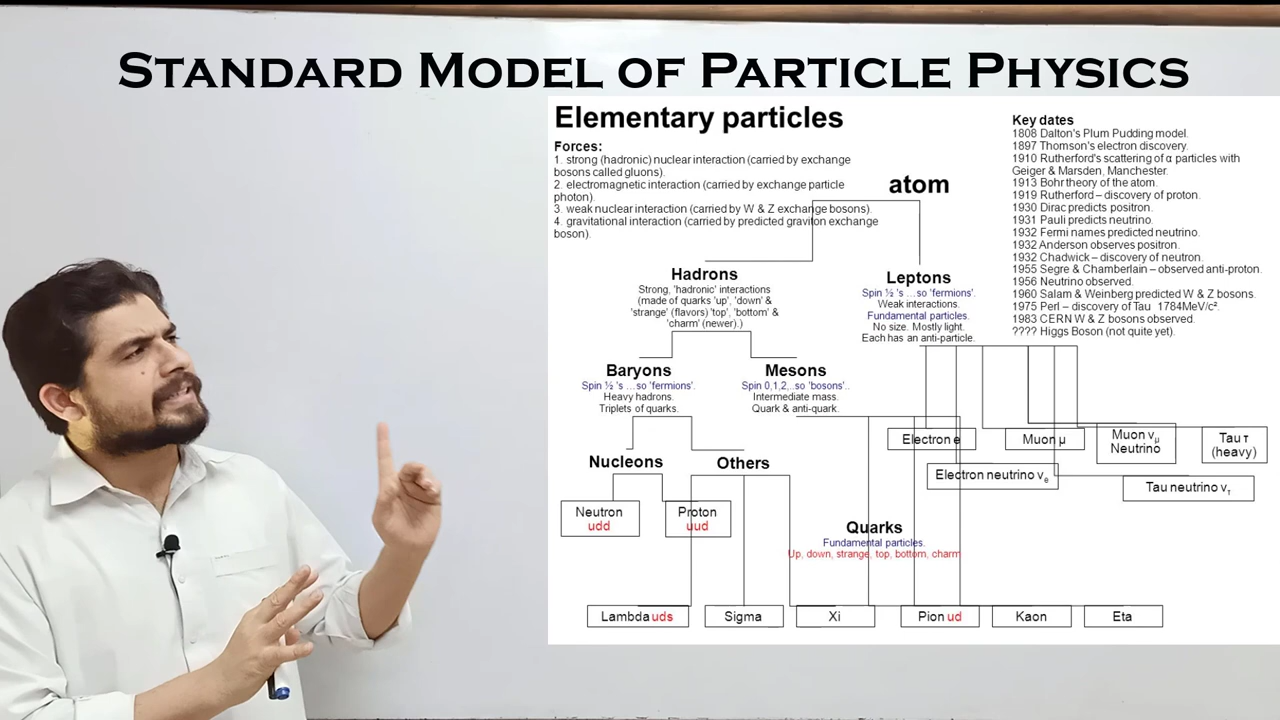 STANDARD MODEL OF PARTICLE PHYSICS
Elementary particles
Forces:
1. strong (hadronic) nuclear interaction (carried by exchange
bosons called gluons).
2. electromagnetic interaction (carried by exchange particle
photon).
3. weak nuclear interaction (carried by W & Z exchange bosons).
4. gravitational interaction (carried by predicted graviton exchange
boson).
Key dates
1808 Dalton's Plum Pudding model.
1897 Thomson's electron discovery.
1910 Rutherford's scattering of α particles with
Geiger & Marsden, Manchester.
1913 Bohr theory of the atom.
1919 Rutherford – discovery of proton.
1930 Dirac predicts positron.
1931 Pauli predicts neutrino.
1932 Fermi names predicted neutrino.
1932 Anderson observes positron.
1932 Chadwick – discovery of neutron.
1955 Segre & Chamberlain – observed anti-proton.
1956 Neutrino observed.
1960 Salam & Weinberg predicted W & Z bosons.
1975 Perl – discovery of Tau 1784MeV/c².
1983 CERN W & Z bosons observed.
???? Higgs Boson (not quite yet).
atom
Hadrons
Strong, 'hadronic' interactions
(made of quarks 'up', 'down' &
'strange' (flavors) 'top', 'bottom' &
'charm' (newer).)
Leptons
Spin ½ 's ...so 'fermions'.
Weak interactions.
Fundamental particles.
No size. Mostly light.
Each has an anti-particle.
Baryons
Spin ½ 's ...so 'fermions'.
Heavy hadrons.
Triplets of quarks.
Mesons
Spin 0,1,2,..so 'bosons'..
Intermediate mass.
Quark & anti-quark.
Electron e
Muon μ
Muon νμ
Neutrino
Tau τ
(heavy)
Electron neutrino νe
Tau neutrino ντ
Nucleons
Others
Neutron
udd
Proton
uud
Quarks
Fundamental particles.
Up, down, strange, top, bottom, charm
Lambda uds
Sigma
Xi
Pion ud
Kaon
Eta